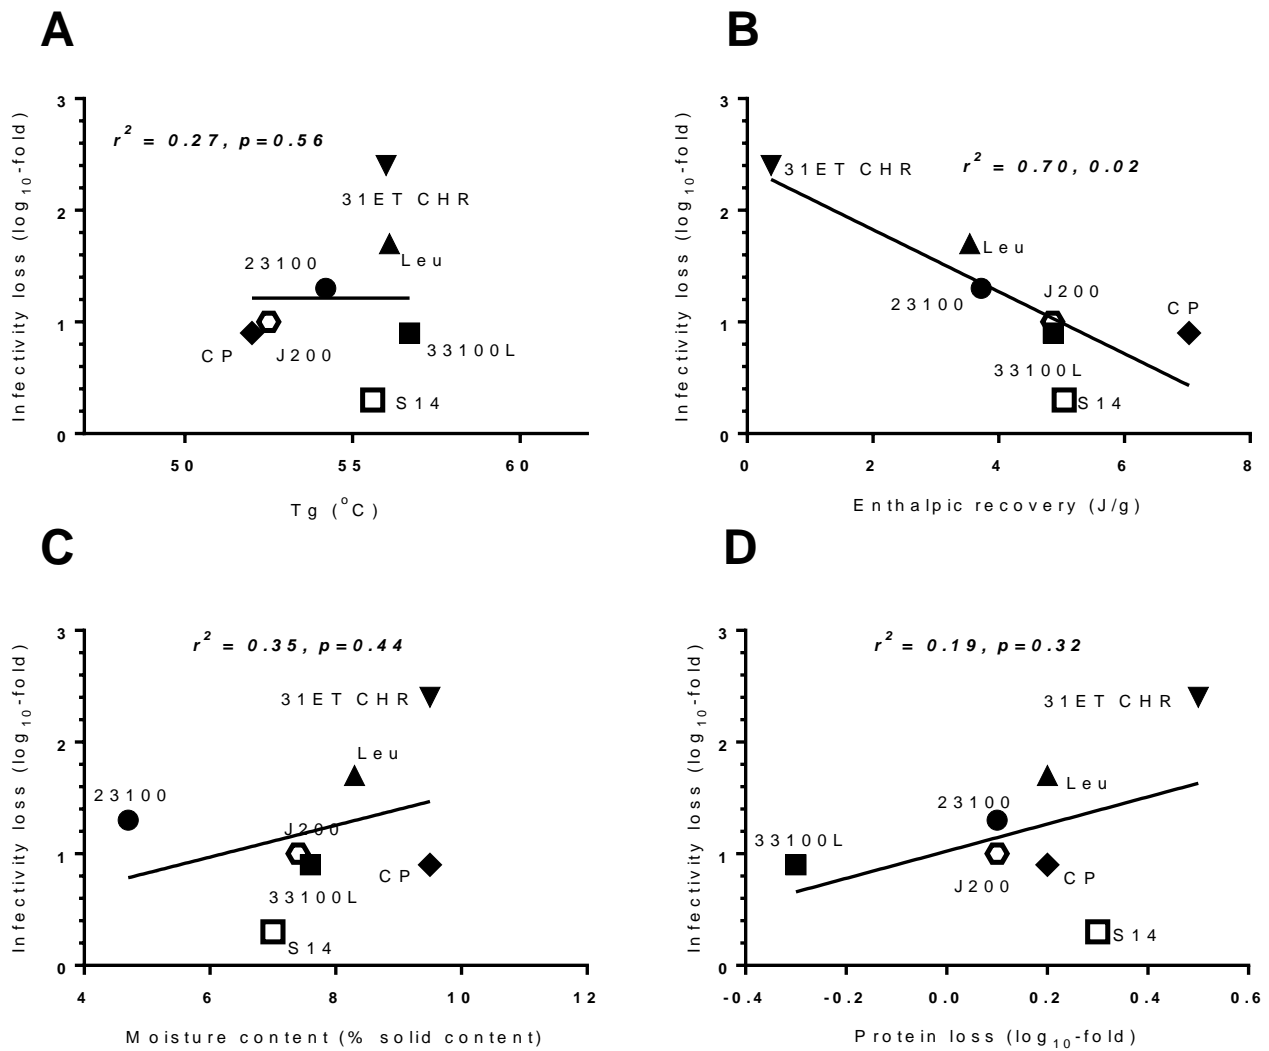 A
Infectivity loss (log10-fold)
3
2
1
0
r2 = 0.27, p=0.56
31ET CHR
Leu
23100
CP
J200
33100L
S14
50
55
60
Tg (oC)
B
Infectivity loss (log10-fold)
3
2
1
0
r2 = 0.70, 0.02
31ET CHR
Leu
23100
J200
CP
33100L
S14
0
2
4
6
8
Enthalpic recovery (J/g)
C
Infectivity loss (log10-fold)
3
2
1
0
r2 = 0.35, p=0.44
31ET CHR
Leu
23100
J200
CP
33100L
S14
4
6
8
10
12
Moisture content (% solid content)
D
Infectivity loss (log10-fold)
3
2
1
0
r2 = 0.19, p=0.32
31ET CHR
Leu
23100
33100L
J200
CP
S14
-0.4
-0.2
0.0
0.2
0.4
0.6
Protein loss (log10-fold)